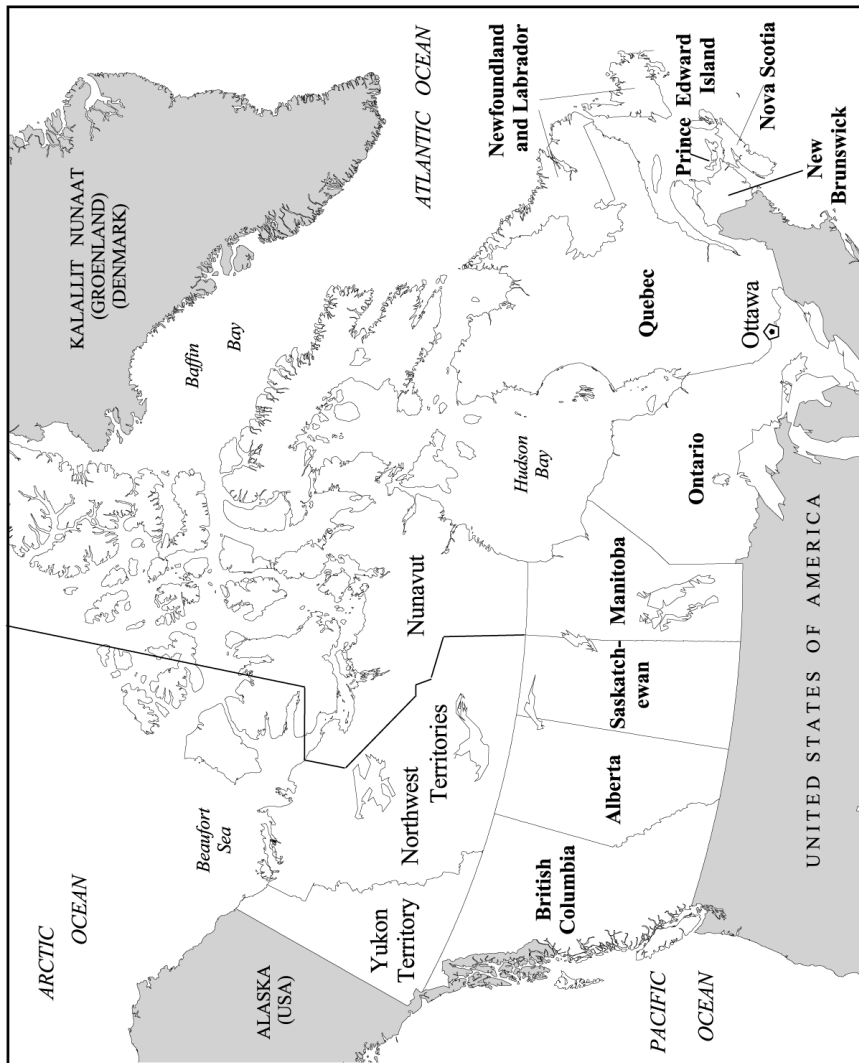 ARCTIC
OCEAN
KALALLIT NUNAAT
(GROENLAND)
(DENMARK)
Baffin
Bay
Beaufort
Sea
ALASKA
(USA)
ATLANTIC OCEAN
Yukon
Territory
Northwest
Territories
Nunavut
Hudson
Bay
Newfoundland
and Labrador
British
Columbia
Alberta
Saskatch-
ewan
Manitoba
Ontario
Quebec
Ottawa
Prince Edward
Island
Nova Scotia
New
Brunswick
PACIFIC
OCEAN
UNITED STATES OF AMERICA